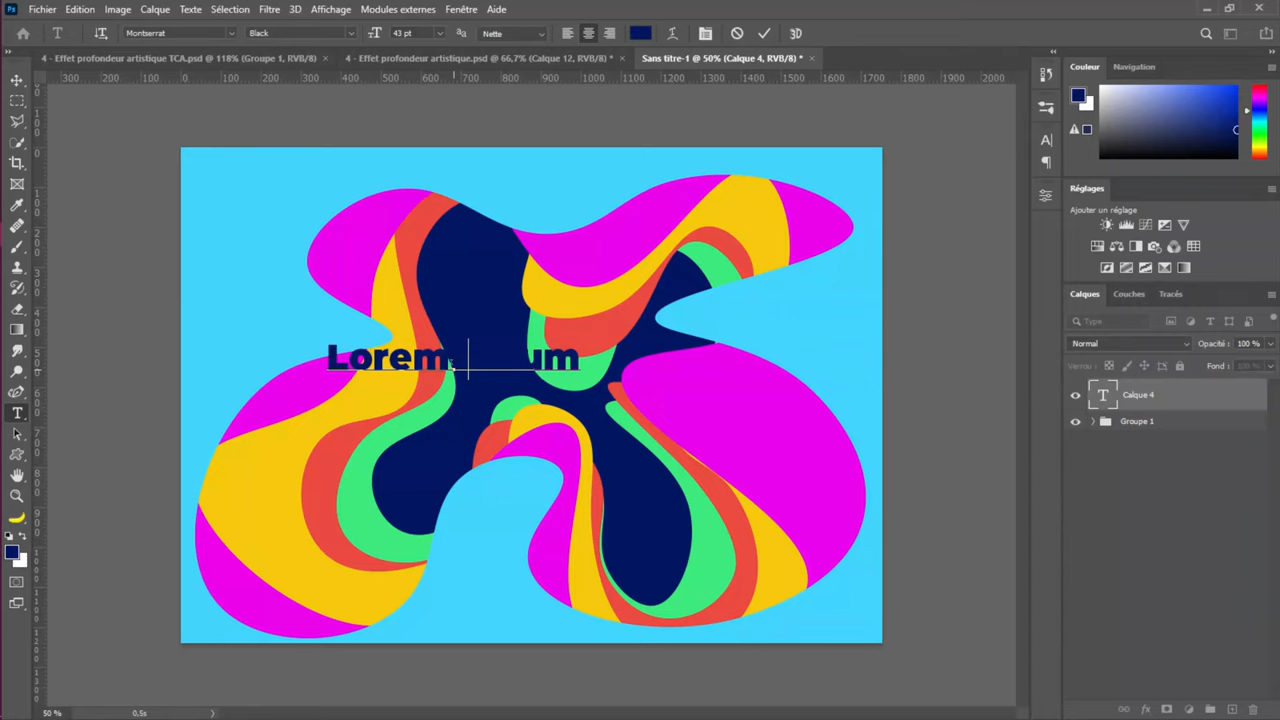 Ps Fichier Edition Image Calque Texte Sélection Filtre 3D Affichage Modules externes Fenêtre Aide
T Montserrat Black 43 pt Nette 3D
4 - Effet profondeur artistique TCA.psd @ 118% (Groupe 1, RVB/8) × 4 - Effet profondeur artistique.psd @ 66,7% (Calque 12, RVB/8) * × Sans titre-1 @ 50% (Calque 4, RVB/8) * ×
300 200 100 0 100 200 300 400 500 600 700 800 900 1000 1100 1200 1300 1400 1500 1600 1700 1800 1900 2000
Couleur Navigation
Réglages
Ajouter un réglage
Calques Couches Tracés
Type
Normal Opacité : 100 %
Verrou : Fond : 100 %
T Calque 4
Groupe 1
Lorem um
50 % 0,5s